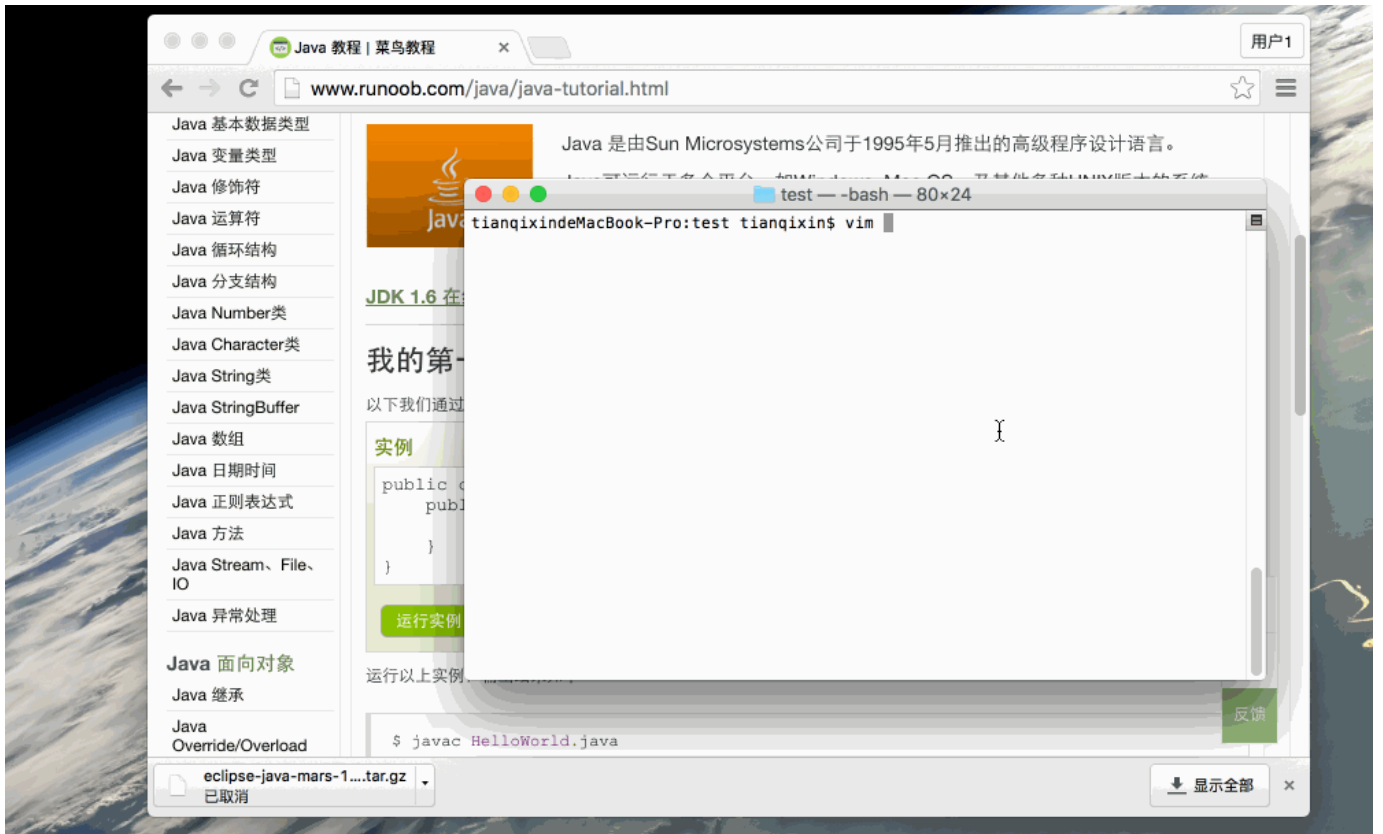 Java 教程 | 菜鸟教程
用户1
www.runoob.com/java/java-tutorial.html
Java 基本数据类型
Java 变量类型
Java 修饰符
Java 运算符
Java 循环结构
Java 分支结构
Java Number类
Java Character类
Java String类
Java StringBuffer
Java 数组
Java 日期时间
Java 正则表达式
Java 方法
Java Stream、File、
IO
Java 异常处理
Java 面向对象
Java 继承
Java
Override/Overload
Java
Java 是由Sun Microsystems公司于1995年5月推出的高级程序设计语言。
test — -bash — 80×24
tianqixindeMacBook-Pro:test tianqixin$ vim
JDK 1.6 在
我的第一
以下我们通过
实例
public c
publ
}
}
运行实例
运行以上实例，
反馈
$ javac HelloWorld.java
eclipse-java-mars-1....tar.gz
已取消
显示全部